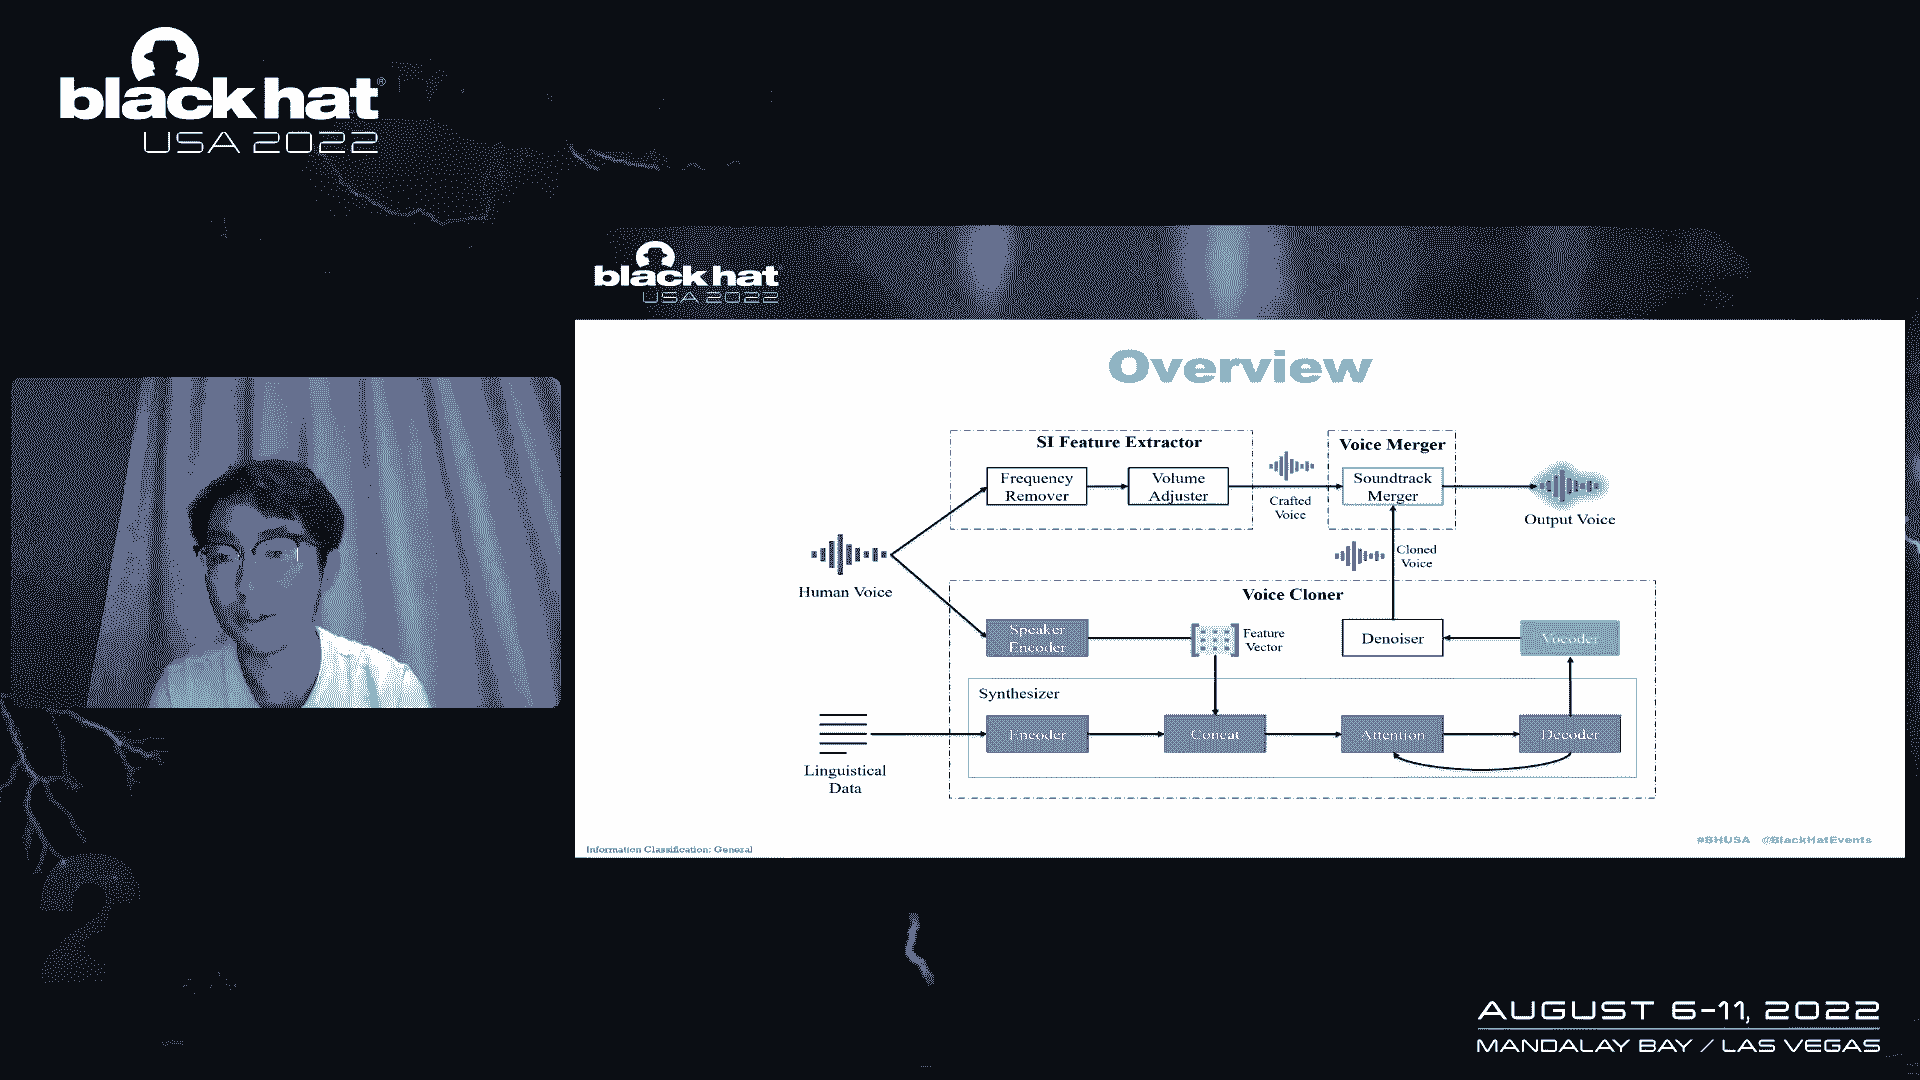 black hat®
USA 2022
black hat
USA 2022
Overview
SI Feature Extractor
Frequency
Remover
Volume
Adjuster
Crafted
Voice
Voice Merger
Soundtrack
Merger
Output Voice
Human Voice
Cloned
Voice
Voice Cloner
Speaker
Encoder
Feature
Vector
Denoiser
Vocoder
Synthesizer
Encoder
Concat
Attention
Decoder
Linguistical
Data
Information Classification: General
#BHUSA @BlackHatEvents
2
AUGUST 6-11, 2022
MANDALAY BAY / LAS VEGAS